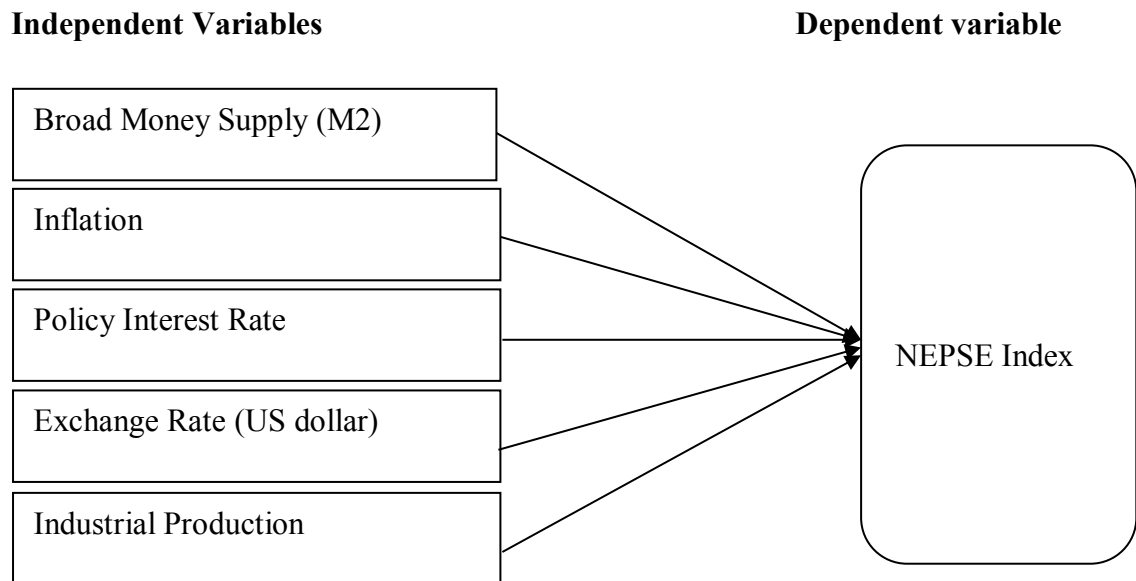 Independent Variables
Dependent variable
Broad Money Supply (M2)
Inflation
Policy Interest Rate
NEPSE Index
Exchange Rate (US dollar)
Industrial Production